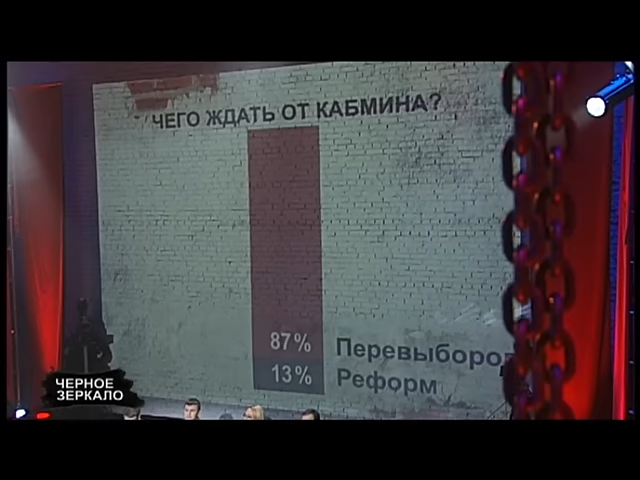 ЧЕГО ЖДАТЬ ОТ КАБМИНА?
87% Перевыборов
13% Реформ
ЧЕРНОЕ
ЗЕРКАЛО